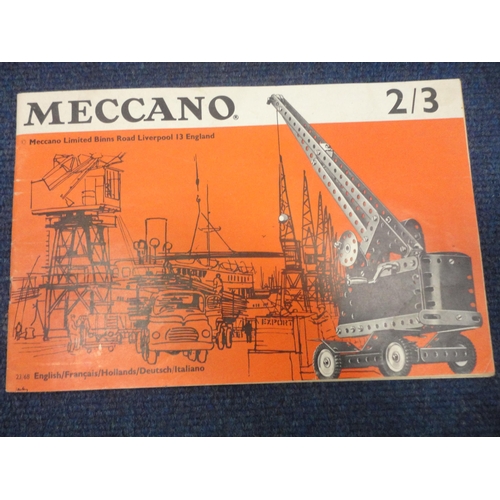 MECCANO®
2/3
Meccano Limited Binns Road Liverpool 13 England
EXPORT
English/Français/Hollands/Deutsch/Italiano